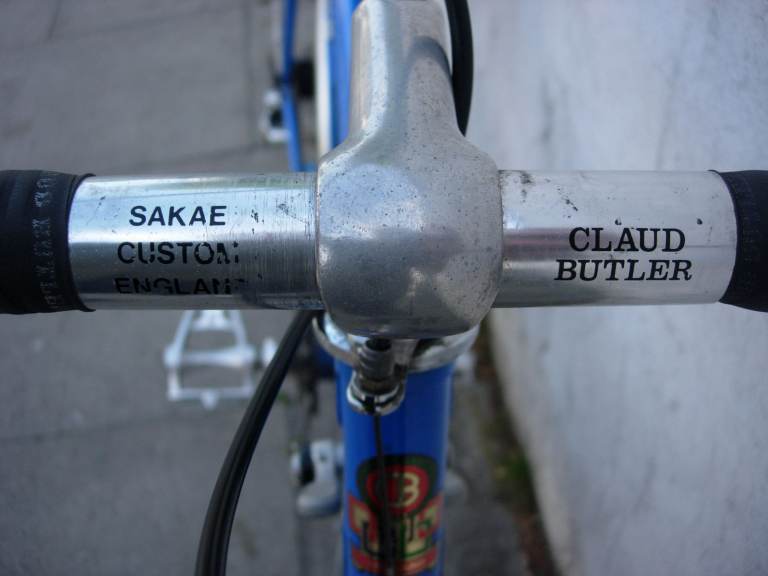 SAKAE
CUSTOM
ENGLAND
CLAUD
BUTLER